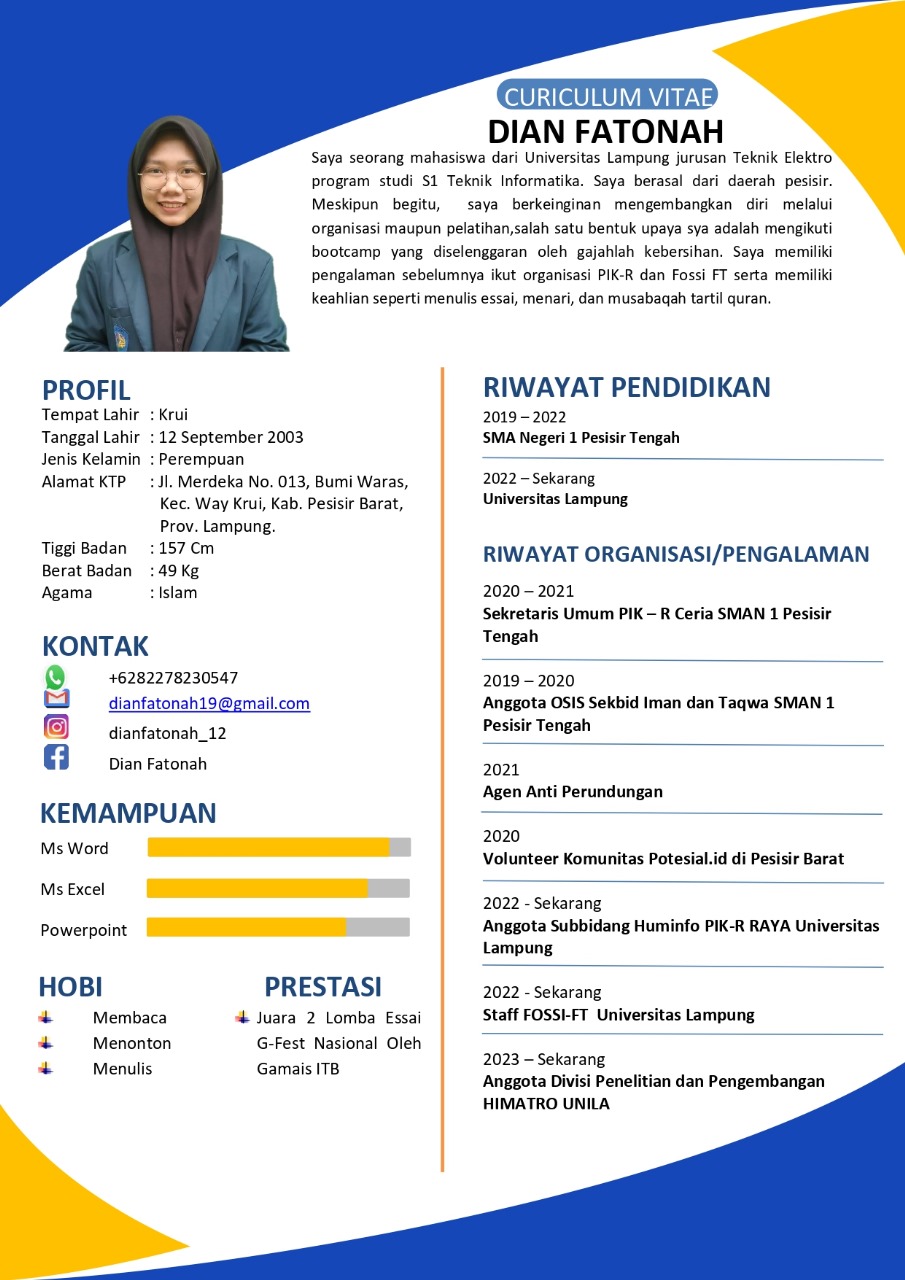 CURICULUM VITAE
DIAN FATONAH
Saya seorang mahasiswa dari Universitas Lampung jurusan Teknik Elektro
program studi S1 Teknik Informatika. Saya berasal dari daerah pesisir.
Meskipun begitu, saya berkeinginan mengembangkan diri melalui
organisasi maupun pelatihan,salah satu bentuk upaya sya adalah mengikuti
bootcamp yang diselenggaran oleh gajahlah kebersihan. Saya memiliki
pengalaman sebelumnya ikut organisasi PIK-R dan Fossi FT serta memiliki
keahlian seperti menulis essai, menari, dan musabaqah tartil quran.
PROFIL
Tempat Lahir : Krui
Tanggal Lahir : 12 September 2003
Jenis Kelamin : Perempuan
Alamat KTP : Jl. Merdeka No. 013, Bumi Waras,
Kec. Way Krui, Kab. Pesisir Barat,
Prov. Lampung.
Tiggi Badan : 157 Cm
Berat Badan : 49 Kg
Agama : Islam
KONTAK
+6282278230547
dianfatonah19@gmail.com
dianfatonah_12
Dian Fatonah
KEMAMPUAN
Ms Word
Ms Excel
Powerpoint
HOBI
Membaca
Menonton
Menulis
PRESTASI
Juara 2 Lomba Essai
G-Fest Nasional Oleh
Gamais ITB
RIWAYAT PENDIDIKAN
2019 – 2022
SMA Negeri 1 Pesisir Tengah
2022 – Sekarang
Universitas Lampung
RIWAYAT ORGANISASI/PENGALAMAN
2020 – 2021
Sekretaris Umum PIK – R Ceria SMAN 1 Pesisir
Tengah
2019 – 2020
Anggota OSIS Sekbid Iman dan Taqwa SMAN 1
Pesisir Tengah
2021
Agen Anti Perundungan
2020
Volunteer Komunitas Potesial.id di Pesisir Barat
2022 - Sekarang
Anggota Subbidang Huminfo PIK-R RAYA Universitas
Lampung
2022 - Sekarang
Staff FOSSI-FT Universitas Lampung
2023 – Sekarang
Anggota Divisi Penelitian dan Pengembangan
HIMATRO UNILA